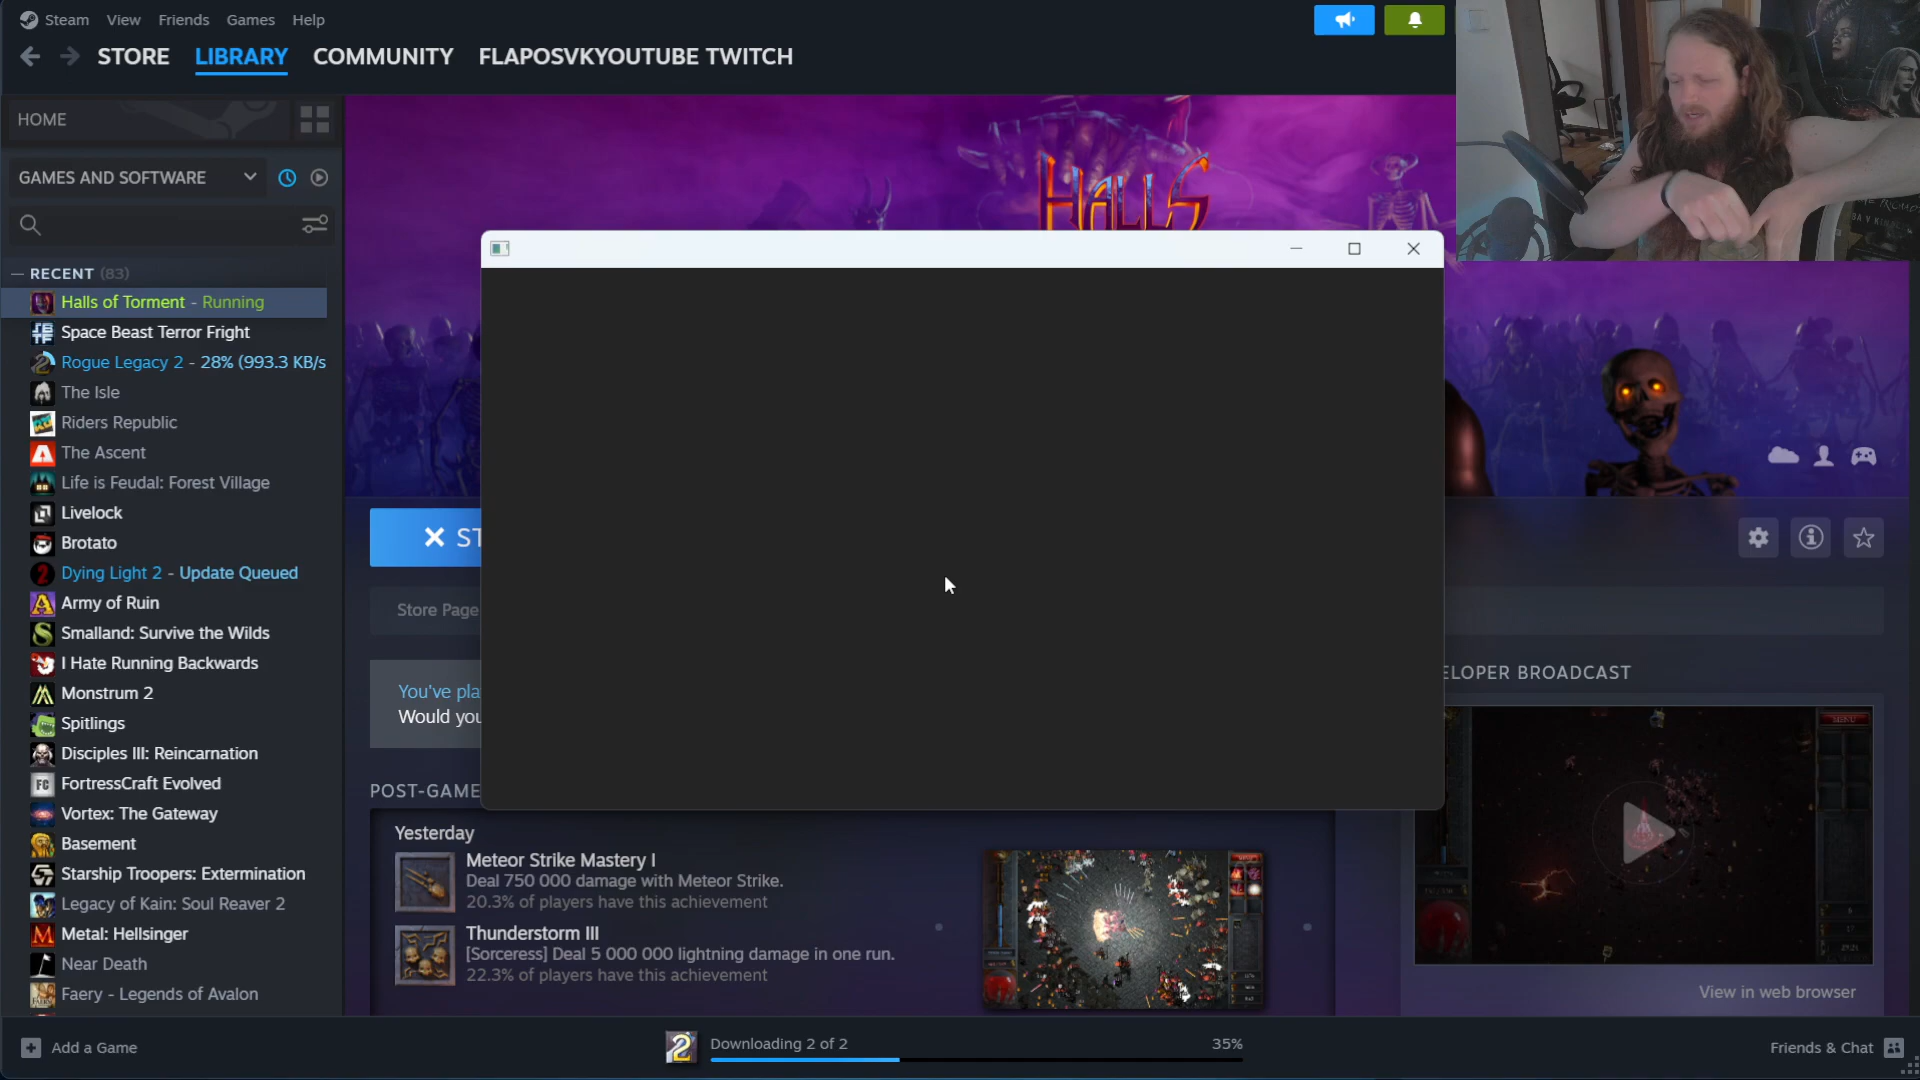 Steam View Friends Games Help
STORE LIBRARY COMMUNITY FLAPOSVKYOUTUBE TWITCH
HOME
GAMES AND SOFTWARE
RECENT (83)
Halls of Torment - Running
Space Beast Terror Fright
Rogue Legacy 2 - 28% (993.3 KB/s
The Isle
Riders Republic
The Ascent
Life is Feudal: Forest Village
Livelock
Brotato
Dying Light 2 - Update Queued
Army of Ruin
Smalland: Survive the Wilds
I Hate Running Backwards
Monstrum 2
Spitlings
Disciples III: Reincarnation
FortressCraft Evolved
Vortex: The Gateway
Basement
Starship Troopers: Extermination
Legacy of Kain: Soul Reaver 2
Metal: Hellsinger
Near Death
Faery - Legends of Avalon
HALLS
ST
Store Page
You've pla
Would you
POST-GAME
Yesterday
Meteor Strike Mastery I
Deal 750 000 damage with Meteor Strike.
20.3% of players have this achievement
Thunderstorm III
[Sorceress] Deal 5 000 000 lightning damage in one run.
22.3% of players have this achievement
ELOPER BROADCAST
MENU
View in web browser
Add a Game
Downloading 2 of 2
35%
Friends & Chat